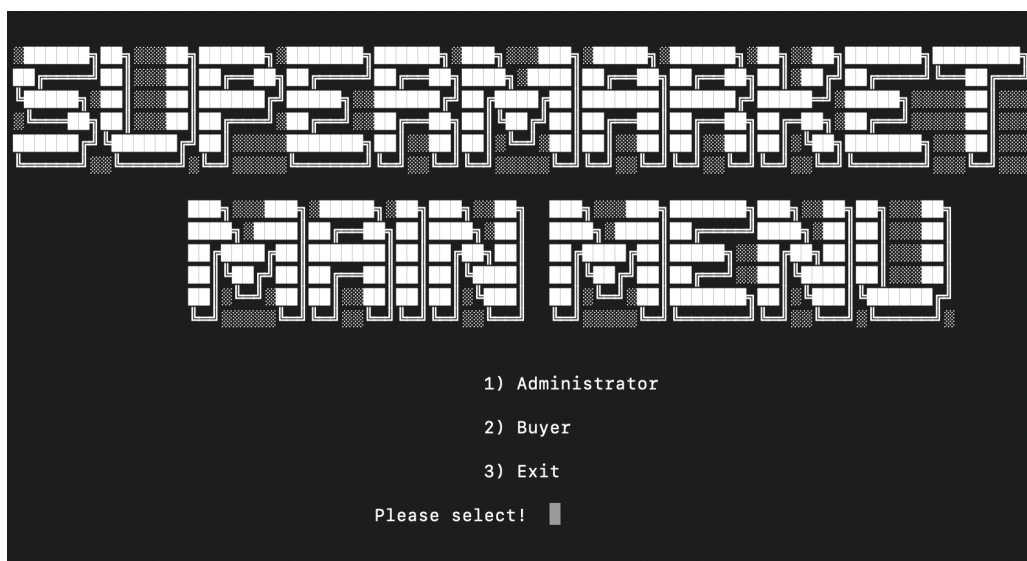 SUPERMARKET
MAIN MENU
1) Administrator
2) Buyer
3) Exit
Please select!